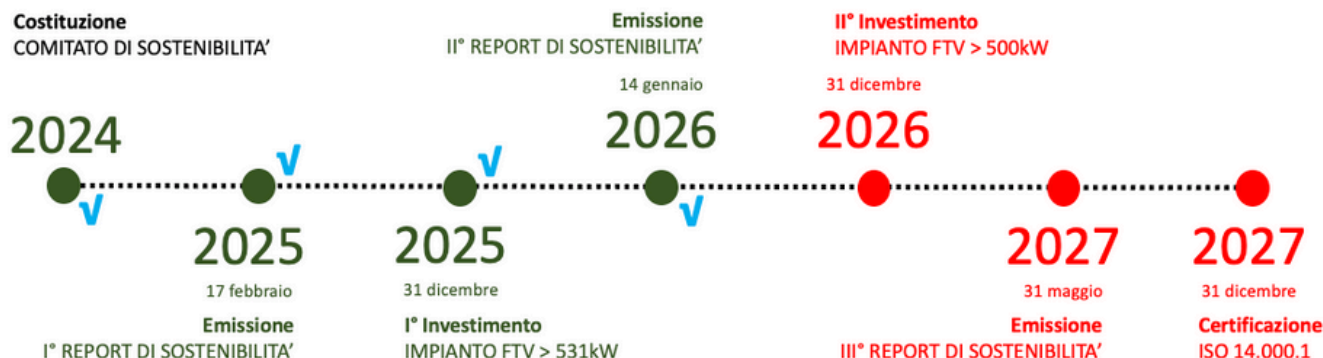 Costituzione
COMITATO DI SOSTENIBILITA’
2024
√
2025
17 febbraio
Emissione
I° REPORT DI SOSTENIBILITA’
√
2025
31 dicembre
I° Investimento
IMPIANTO FTV > 531kW
√
Emissione
II° REPORT DI SOSTENIBILITA’
14 gennaio
2026
√
II° Investimento
IMPIANTO FTV > 500kW
31 dicembre
2026
2027
31 maggio
Emissione
III° REPORT DI SOSTENIBILITA’
2027
31 dicembre
Certificazione
ISO 14.000.1